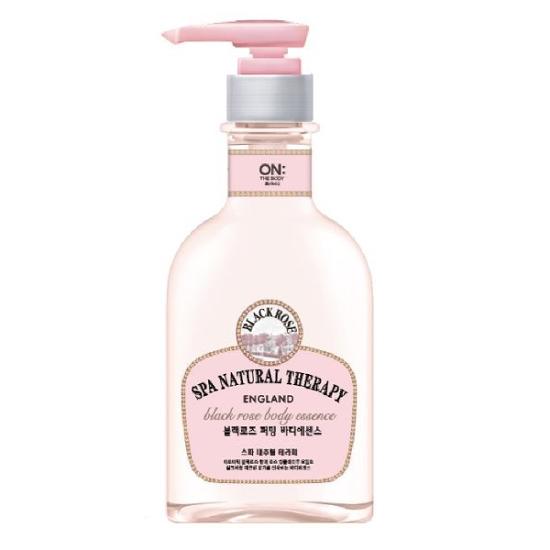 ON:
THE BODY
BLACK ROSE
SPA NATURAL THERAPY
ENGLAND
black rose body essence
블랙로즈 퍼퓸 바디에센스
스파 내추럴 테라피